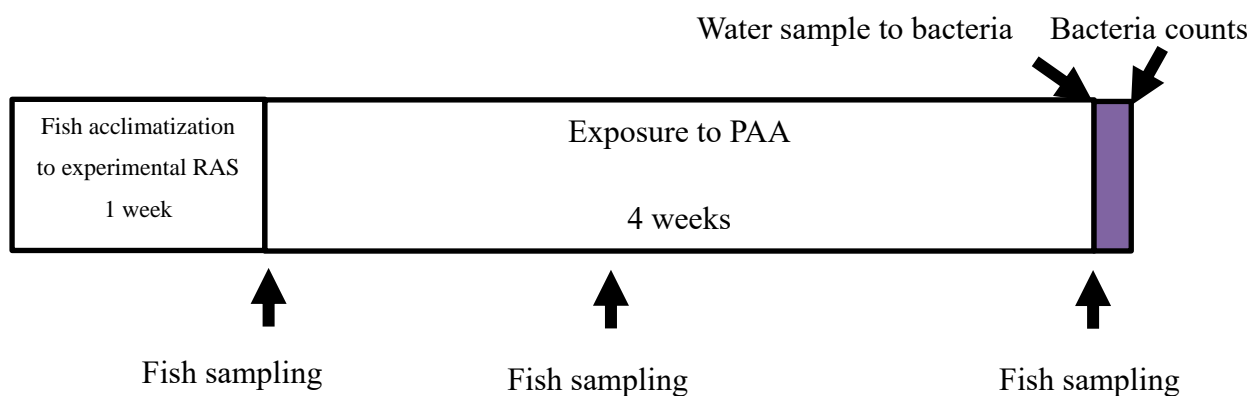 Water sample to bacteria
Bacteria counts
Fish acclimatization
to experimental RAS
1 week
Exposure to PAA
4 weeks
Fish sampling
Fish sampling
Fish sampling